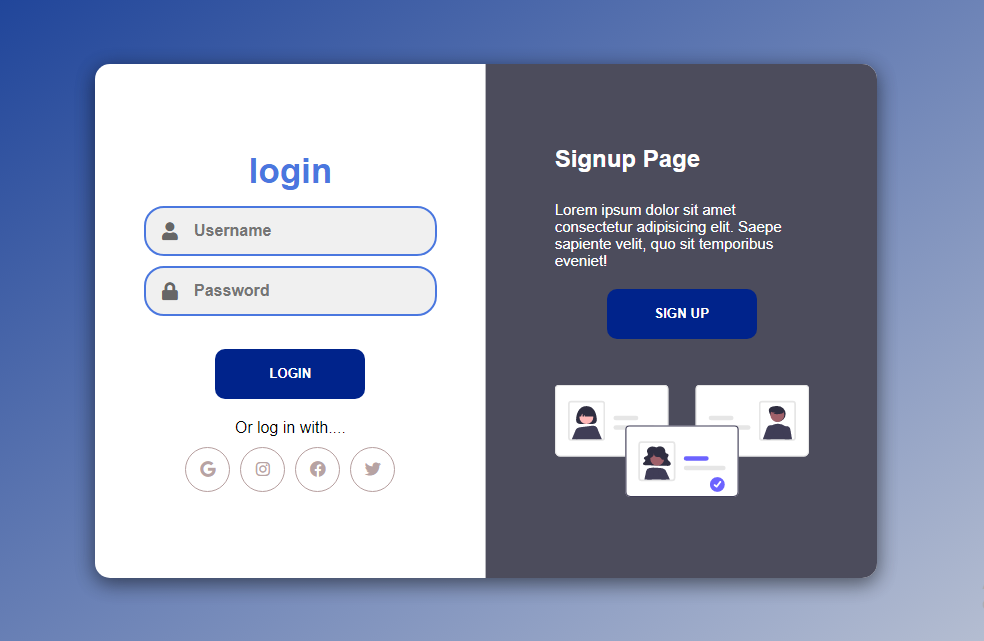 login
Username
Password
LOGIN
Or log in with....
Signup Page
Lorem ipsum dolor sit amet
consectetur adipisicing elit. Saepe
sapiente velit, quo sit temporibus
eveniet!
SIGN UP